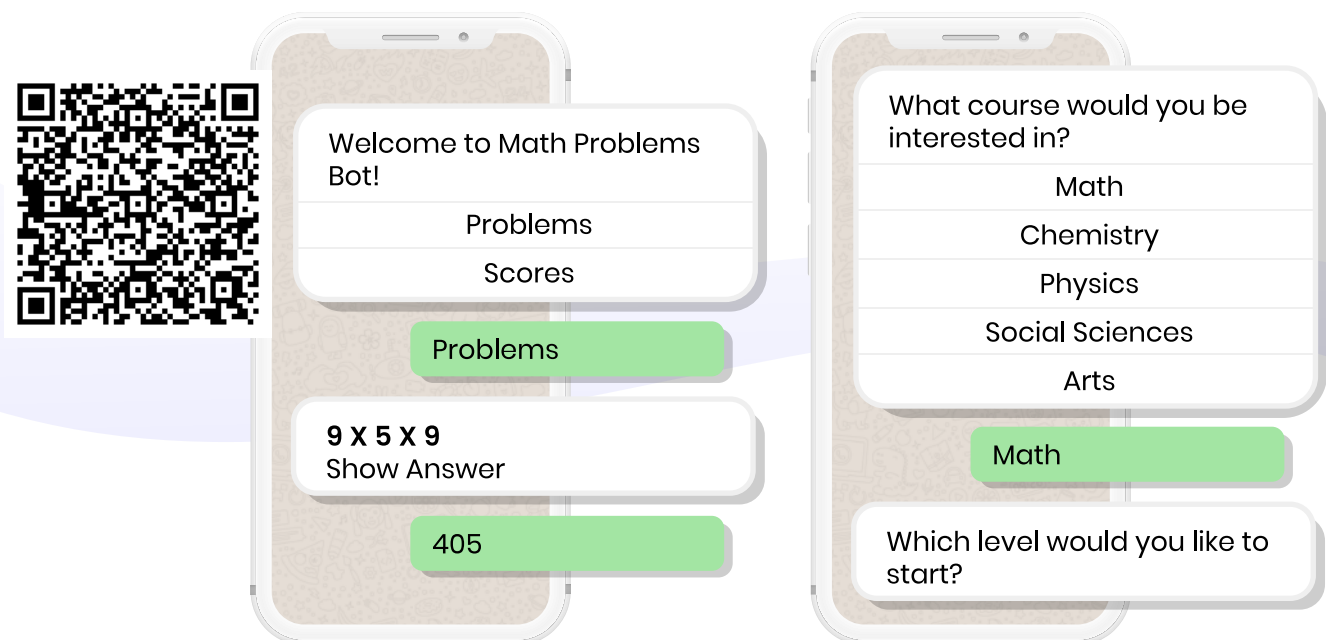 Welcome to Math Problems
Bot!
Problems
Scores
Problems
9 X 5 X 9
Show Answer
405
What course would you be
interested in?
Math
Chemistry
Physics
Social Sciences
Arts
Math
Which level would you like to
start?